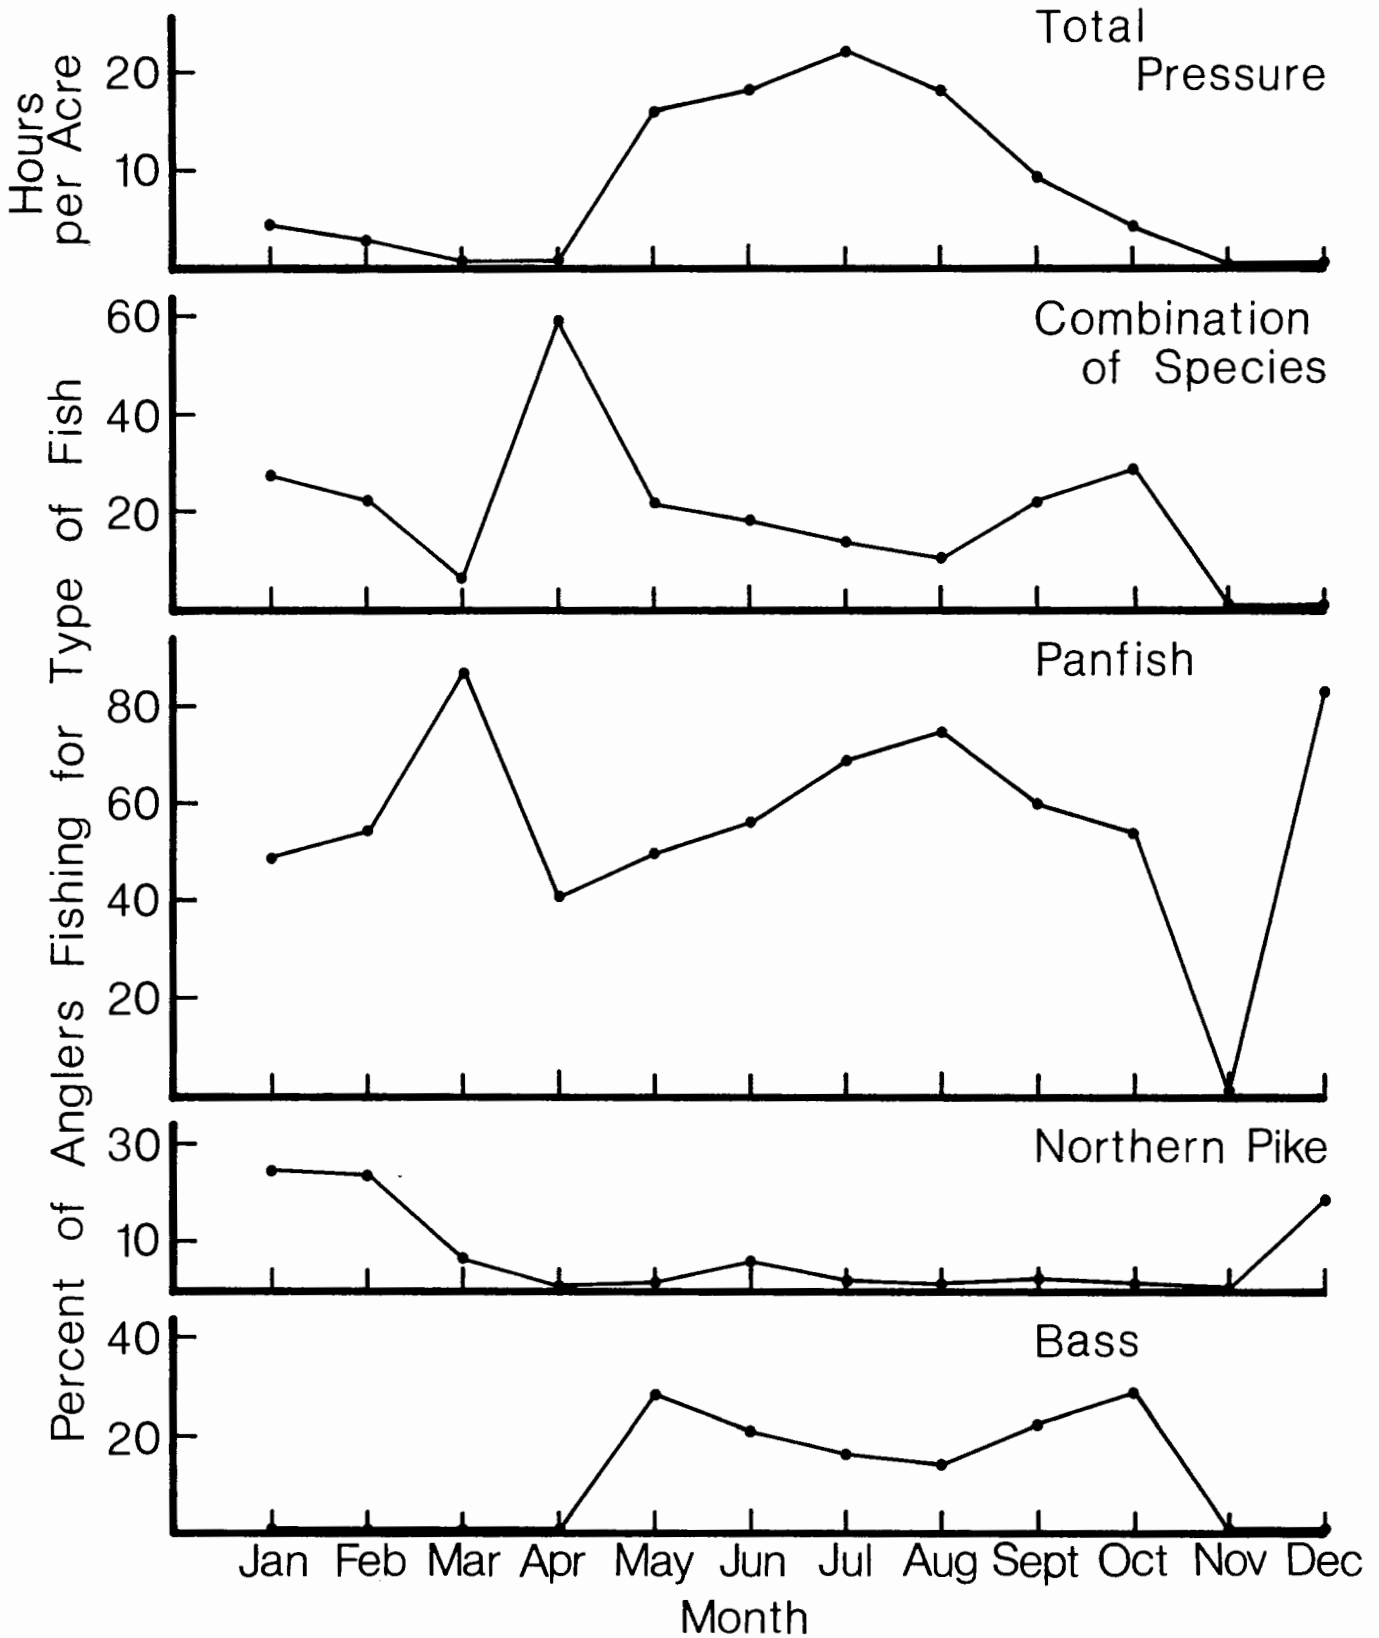 Total
Pressure
Hours
per Acre
20
10
Combination
of Species
60
40
20
Percent of Anglers Fishing for Type of Fish
Panfish
80
60
40
20
Northern Pike
30
10
Bass
40
20
Jan Feb Mar Apr May Jun Jul Aug Sept Oct Nov Dec
Month